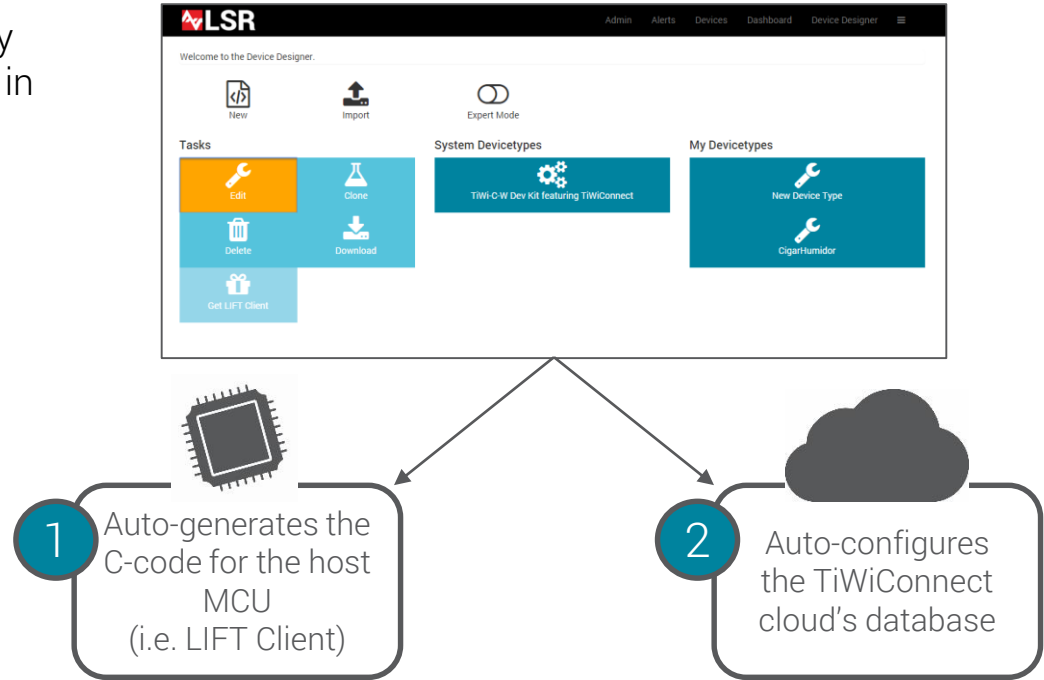 y
in
LSR
Admin Alerts Devices Dashboard Device Designer
Welcome to the Device Designer.
New Import Expert Mode
Tasks System Devicetypes My Devicetypes
Edit Clone TiWi-C-W Dev Kit featuring TiWiConnect New Device Type
Delete Download CigarHumidor
Get LIFT Client
1
Auto-generates the
C-code for the host
MCU
(i.e. LIFT Client)
2
Auto-configures
the TiWiConnect
cloud's database